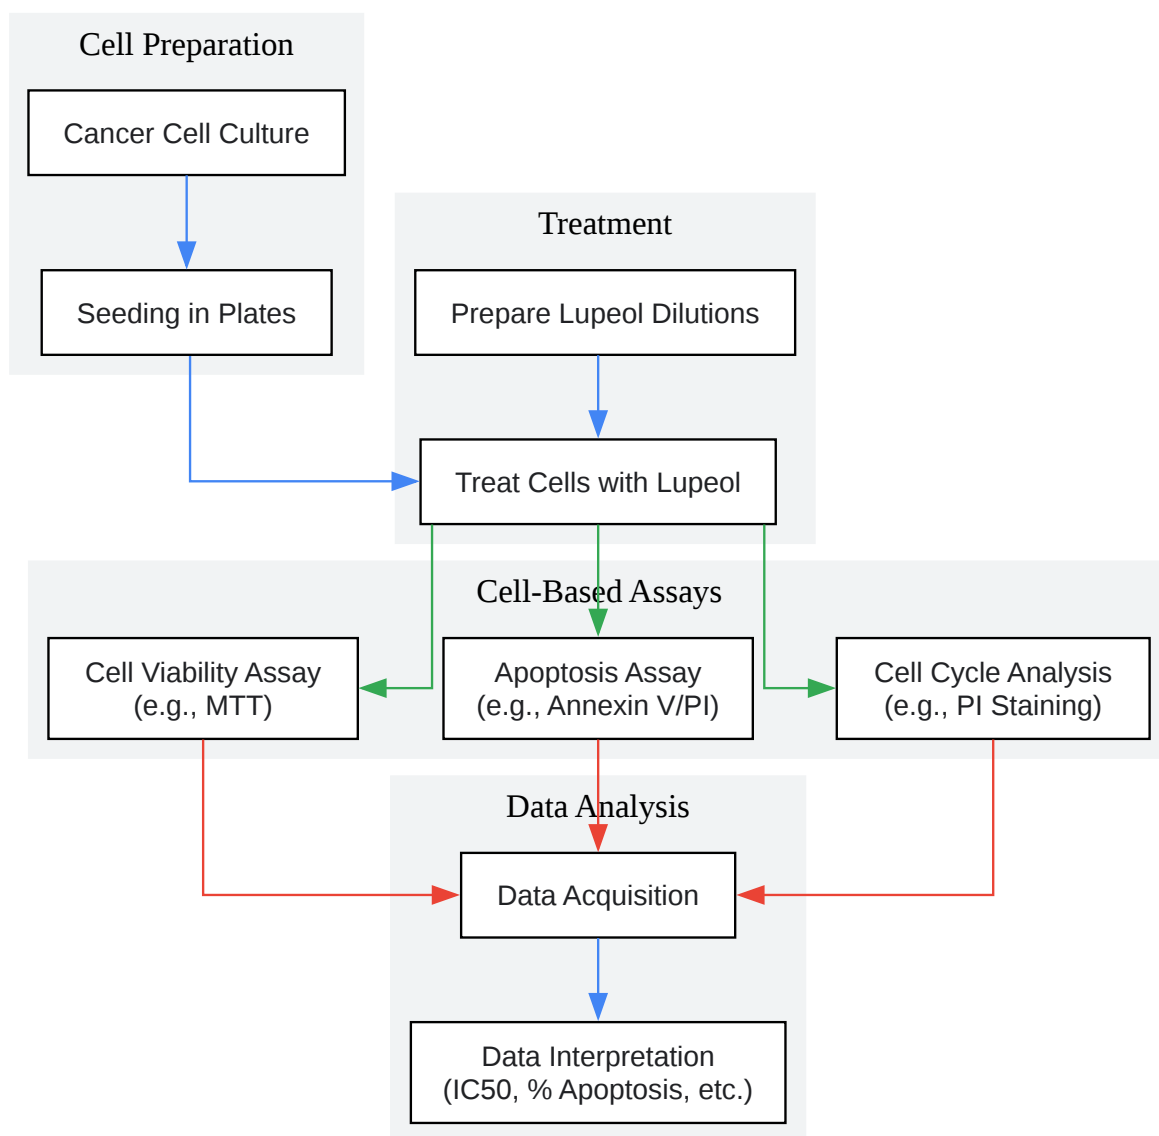 Cell Preparation
Cancer Cell Culture
Seeding in Plates
Treatment
Prepare Lupeol Dilutions
Treat Cells with Lupeol
Cell-Based Assays
Cell Viability Assay
(e.g., MTT)
Apoptosis Assay
(e.g., Annexin V/PI)
Cell Cycle Analysis
(e.g., PI Staining)
Data Analysis
Data Acquisition
Data Interpretation
(IC50, % Apoptosis, etc.)